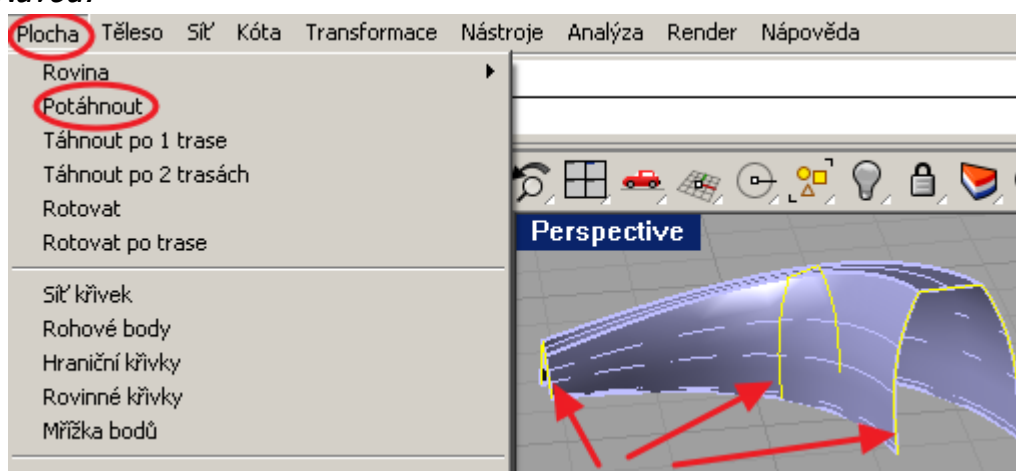 Plocha Těleso Síť Kóta Transformace Nástroje Analýza Render Nápověda
Rovina
Potáhnout
Táhnout po 1 trase
Táhnout po 2 trasách
Rotovat
Rotovat po trase
Perspective
Síť křivek
Rohové body
Hraniční křivky
Rovinné křivky
Mřížka bodů